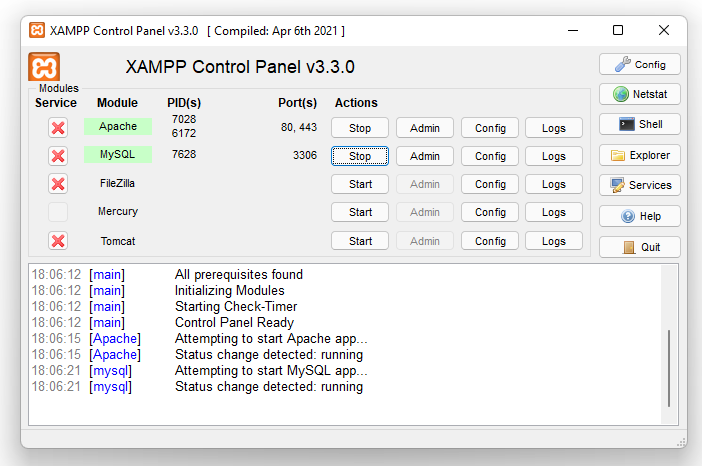 XAMPP Control Panel v3.3.0 [ Compiled: Apr 6th 2021 ]
XAMPP Control Panel v3.3.0
Config
Modules
Service Module PID(s) Port(s) Actions
Netstat
Apache 7028 6172 80, 443 Stop Admin Config Logs
Shell
MySQL 7628 3306 Stop Admin Config Logs
Explorer
FileZilla Start Admin Config Logs
Services
Mercury Start Admin Config Logs
Help
Tomcat Start Admin Config Logs
Quit
18:06:12 [main] All prerequisites found
18:06:12 [main] Initializing Modules
18:06:12 [main] Starting Check-Timer
18:06:12 [main] Control Panel Ready
18:06:15 [Apache] Attempting to start Apache app...
18:06:15 [Apache] Status change detected: running
18:06:21 [mysql] Attempting to start MySQL app...
18:06:21 [mysql] Status change detected: running